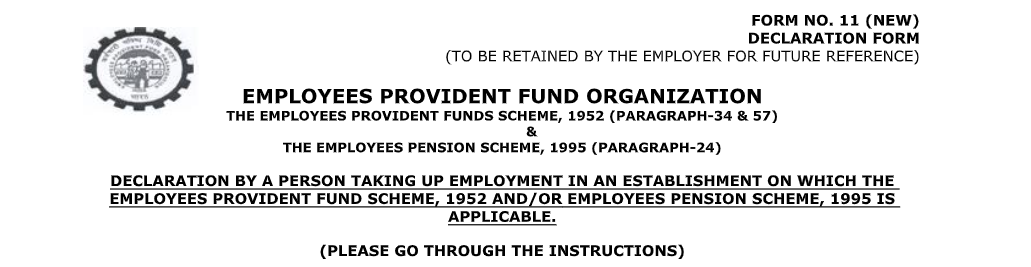 FORM NO. 11 (NEW)
DECLARATION FORM
(TO BE RETAINED BY THE EMPLOYER FOR FUTURE REFERENCE)
EMPLOYEES PROVIDENT FUND ORGANIZATION
THE EMPLOYEES PROVIDENT FUNDS SCHEME, 1952 (PARAGRAPH-34 & 57)
&
THE EMPLOYEES PENSION SCHEME, 1995 (PARAGRAPH-24)
DECLARATION BY A PERSON TAKING UP EMPLOYMENT IN AN ESTABLISHMENT ON WHICH THE
EMPLOYEES PROVIDENT FUND SCHEME, 1952 AND/OR EMPLOYEES PENSION SCHEME, 1995 IS
APPLICABLE.
(PLEASE GO THROUGH THE INSTRUCTIONS)